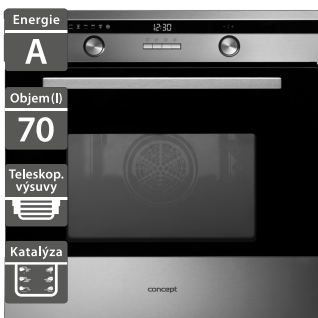 Energie
A
12:30
Objem (l)
70
Teleskop.
výsuvy
Katalýza
concept